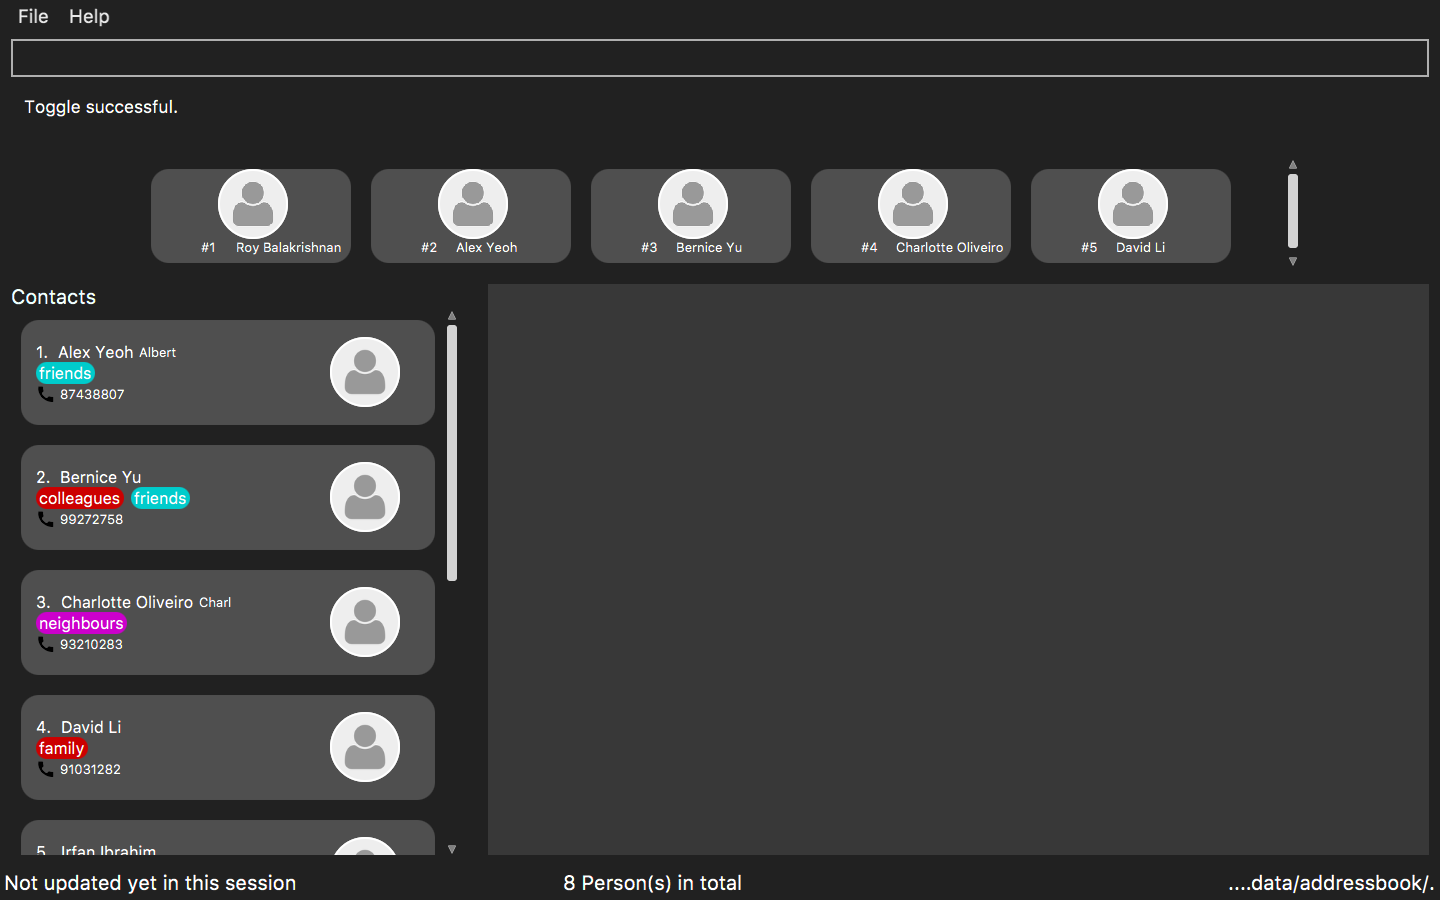 File Help
Toggle successful.
#1 Roy Balakrishnan
#2 Alex Yeoh
#3 Bernice Yu
#4 Charlotte Oliveiro
#5 David Li
Contacts
1. Alex Yeoh Albert
friends
87438807
2. Bernice Yu
colleagues friends
99272758
3. Charlotte Oliveiro Charl
neighbours
93210283
4. David Li
family
91031282
5. Irfan Ibrahim
Not updated yet in this session
8 Person(s) in total
....data/addressbook/.